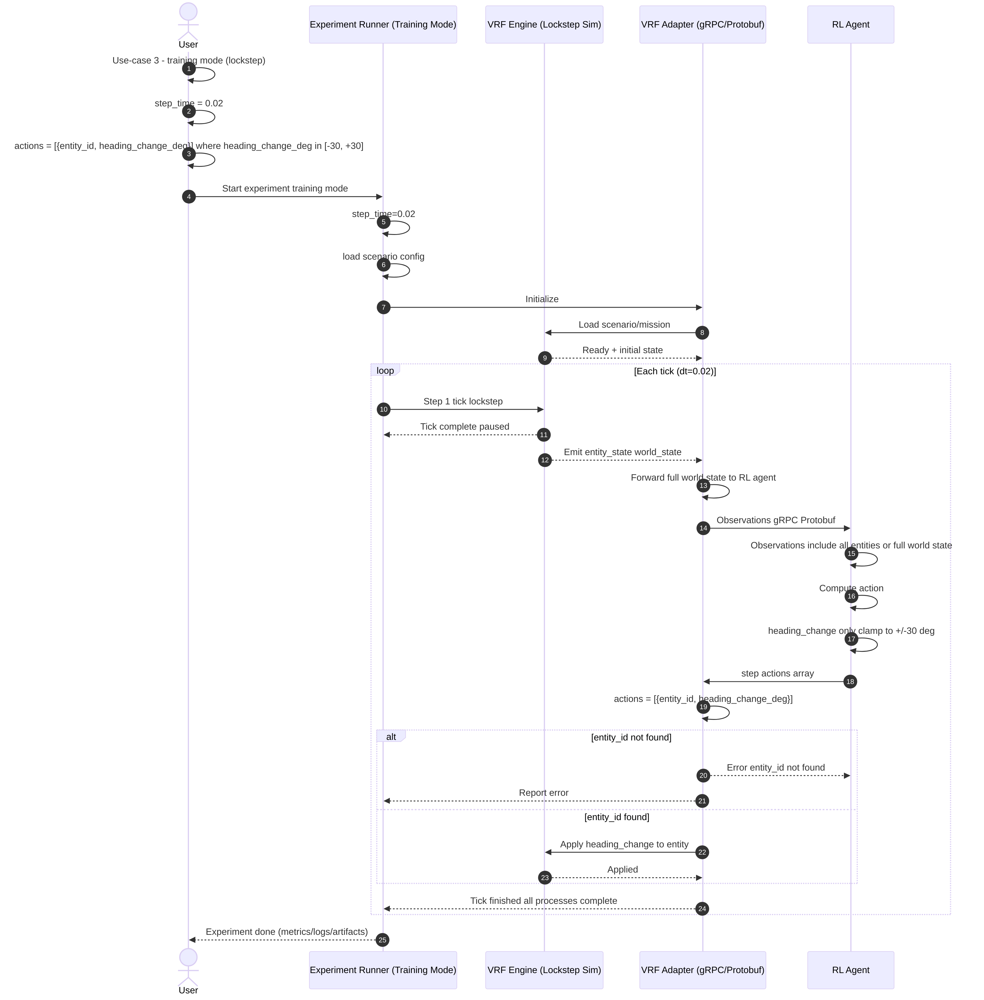 User
Experiment Runner (Training Mode)
VRF Engine (Lockstep Sim)
VRF Adapter (gRPC/Protobuf)
RL Agent
Use-case 3 - training mode (lockstep)
1
step_time = 0.02
2
actions = [{entity_id, heading_change_deg}] where heading_change_deg in [-30, +30]
3
Start experiment training mode
4
step_time=0.02
5
load scenario config
6
Initialize
7
Load scenario/mission
8
Ready + initial state
9
loop
[Each tick (dt=0.02)]
Step 1 tick lockstep
10
Tick complete paused
11
Emit entity_state world_state
12
Forward full world state to RL agent
13
Observations gRPC Protobuf
14
Observations include all entities or full world state
15
Compute action
16
heading_change only clamp to +/-30 deg
17
step actions array
18
actions = [{entity_id, heading_change_deg}]
19
alt
[entity_id not found]
Error entity_id not found
20
Report error
21
[entity_id found]
Apply heading_change to entity
22
Applied
23
Tick finished all processes complete
24
Experiment done (metrics/logs/artifacts)
25
User
Experiment Runner (Training Mode)
VRF Engine (Lockstep Sim)
VRF Adapter (gRPC/Protobuf)
RL Agent